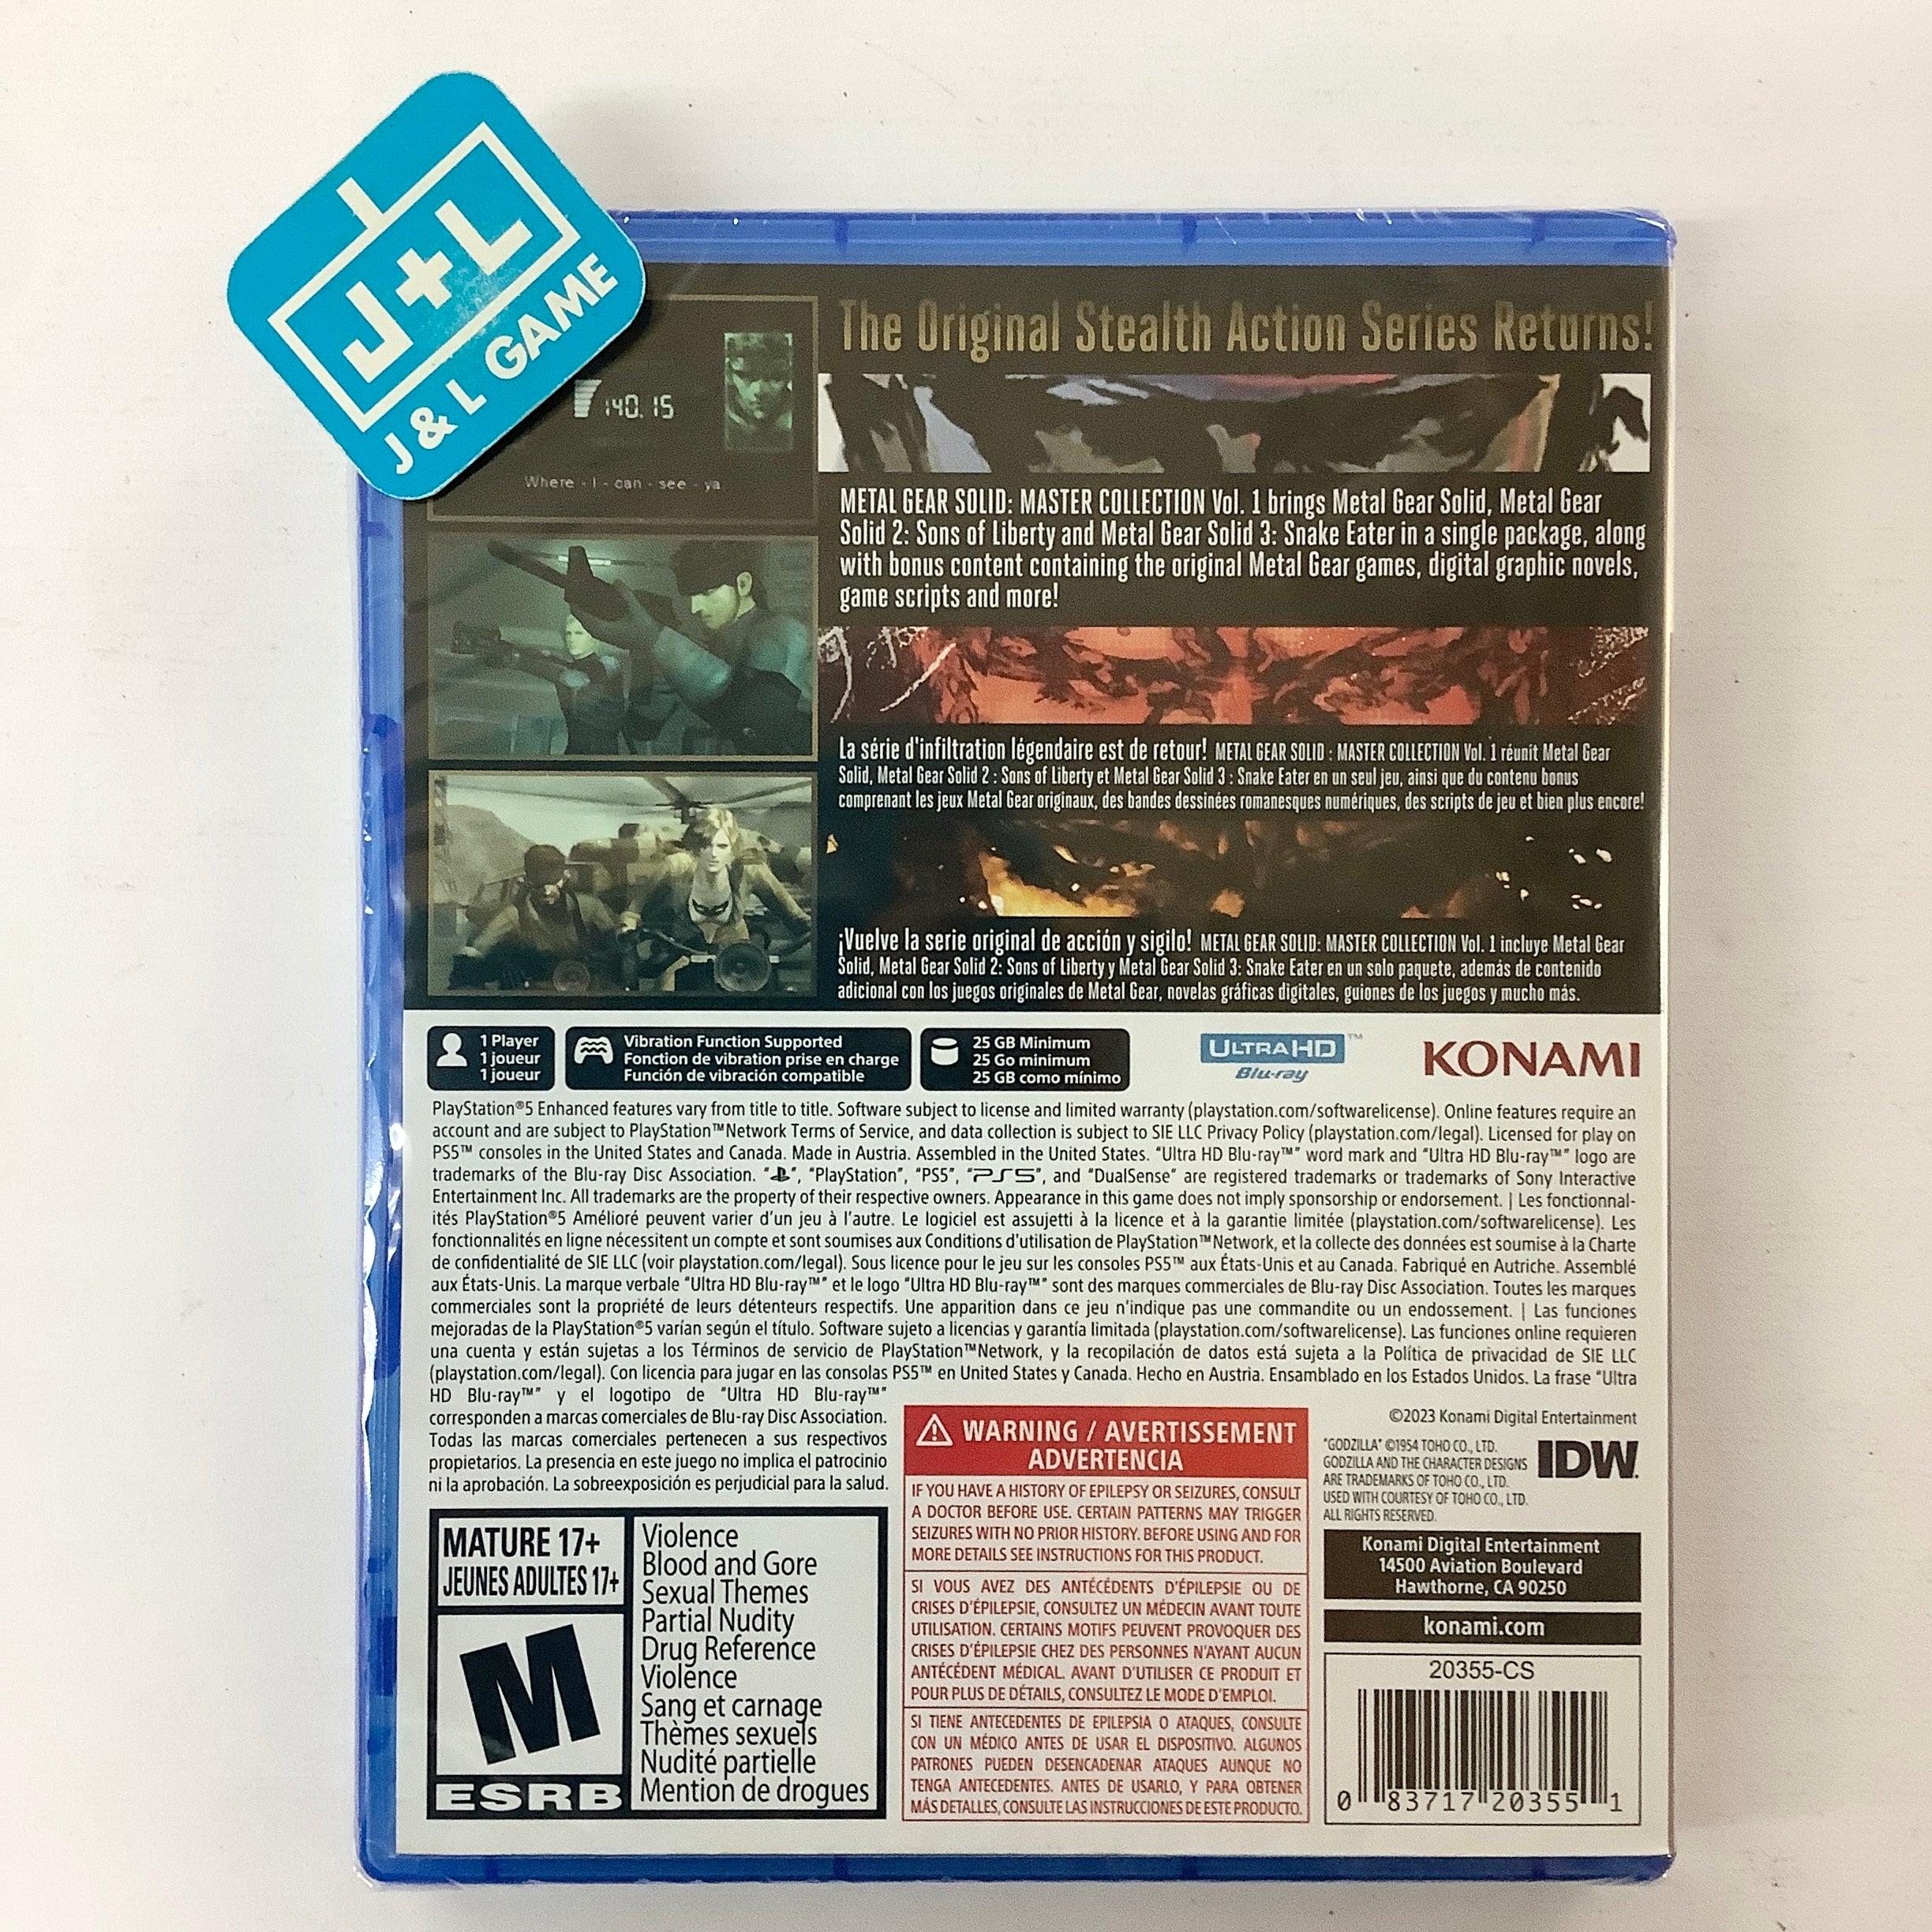 J+L
J & L GAME
140.15
Where - I - can - see - ya
The Original Stealth Action Series Returns!
METAL GEAR SOLID: MASTER COLLECTION Vol. 1 brings Metal Gear Solid, Metal Gear
Solid 2: Sons of Liberty and Metal Gear Solid 3: Snake Eater in a single package, along
with bonus content containing the original Metal Gear games, digital graphic novels,
game scripts and more!
La série d'infiltration légendaire est de retour! METAL GEAR SOLID : MASTER COLLECTION Vol. 1 réunit Metal Gear
Solid, Metal Gear Solid 2 : Sons of Liberty et Metal Gear Solid 3 : Snake Eater en un seul jeu, ainsi que du contenu bonus
comprenant les jeux Metal Gear originaux, des bandes dessinées romanesques numériques, des scripts de jeu et bien plus encore!
¡Vuelve la serie original de acción y sigilo! METAL GEAR SOLID: MASTER COLLECTION Vol. 1 incluye Metal Gear
Solid, Metal Gear Solid 2: Sons of Liberty y Metal Gear Solid 3: Snake Eater en un solo paquete, además de contenido
adicional con los juegos originales de Metal Gear, novelas gráficas digitales, guiones de los juegos y mucho más.
1 Player
1 joueur
1 joueur
Vibration Function Supported
Fonction de vibration prise en charge
Función de vibración compatible
25 GB Minimum
25 Go minimum
25 GB como mínimo
ULTRA HD™
Blu-ray
KONAMI
PlayStation®5 Enhanced features vary from title to title. Software subject to license and limited warranty (playstation.com/softwarelicense). Online features require an
account and are subject to PlayStation™Network Terms of Service, and data collection is subject to SIE LLC Privacy Policy (playstation.com/legal). Licensed for play on
PS5™ consoles in the United States and Canada. Made in Austria. Assembled in the United States. “Ultra HD Blu-ray™” word mark and “Ultra HD Blu-ray™” logo are
trademarks of the Blu-ray Disc Association. “ ”, “PlayStation”, “PS5”, “PS5”, and “DualSense” are registered trademarks or trademarks of Sony Interactive
Entertainment Inc. All trademarks are the property of their respective owners. Appearance in this game does not imply sponsorship or endorsement. | Les fonctionnal-
ités PlayStation®5 Amélioré peuvent varier d’un jeu à l’autre. Le logiciel est assujetti à la licence et à la garantie limitée (playstation.com/softwarelicense). Les
fonctionnalités en ligne nécessitent un compte et sont soumises aux Conditions d’utilisation de PlayStation™Network, et la collecte des données est soumise à la Charte
de confidentialité de SIE LLC (voir playstation.com/legal). Sous licence pour le jeu sur les consoles PS5™ aux États-Unis et au Canada. Fabriqué en Autriche. Assemblé
aux États-Unis. La marque verbale “Ultra HD Blu-ray™” et le logo “Ultra HD Blu-ray™” sont des marques commerciales de Blu-ray Disc Association. Toutes les marques
commerciales sont la propriété de leurs détenteurs respectifs. Une apparition dans ce jeu n’indique pas une commandite ou un endossement. | Las funciones
mejoradas de la PlayStation®5 varían según el título. Software sujeto a licencias y garantía limitada (playstation.com/softwarelicense). Las funciones online requieren
una cuenta y están sujetas a los Términos de servicio de PlayStation™Network, y la recopilación de datos está sujeta a la Política de privacidad de SIE LLC
(playstation.com/legal). Con licencia para jugar en las consolas PS5™ en United States y Canada. Hecho en Austria. Ensamblado en los Estados Unidos. La frase “Ultra
HD Blu-ray™” y el logotipo de “Ultra HD Blu-ray™”
corresponden a marcas comerciales de Blu-ray Disc Association.
Todas las marcas comerciales pertenecen a sus respectivos
propietarios. La presencia en este juego no implica el patrocinio
ni la aprobación. La sobreexposición es perjudicial para la salud.
MATURE 17+
JEUNES ADULTES 17+
M
ESRB
Violence
Blood and Gore
Sexual Themes
Partial Nudity
Drug Reference
Violence
Sang et carnage
Thèmes sexuels
Nudité partielle
Mention de drogues
WARNING / AVERTISSEMENT
ADVERTENCIA
IF YOU HAVE A HISTORY OF EPILEPSY OR SEIZURES, CONSULT
A DOCTOR BEFORE USE. CERTAIN PATTERNS MAY TRIGGER
SEIZURES WITH NO PRIOR HISTORY. BEFORE USING AND FOR
MORE DETAILS SEE INSTRUCTIONS FOR THIS PRODUCT.
SI VOUS AVEZ DES ANTÉCÉDENTS D’ÉPILEPSIE OU DE
CRISES D’ÉPILEPSIE, CONSULTEZ UN MÉDECIN AVANT TOUTE
UTILISATION. CERTAINS MOTIFS PEUVENT PROVOQUER DES
CRISES D’ÉPILEPSIE CHEZ DES PERSONNES N’AYANT AUCUN
ANTÉCÉDENT MÉDICAL. AVANT D’UTILISER CE PRODUIT ET
POUR PLUS DE DÉTAILS, CONSULTEZ LE MODE D’EMPLOI.
SI TIENE ANTECEDENTES DE EPILEPSIA O ATAQUES, CONSULTE
CON UN MÉDICO ANTES DE USAR EL DISPOSITIVO. ALGUNOS
PATRONES PUEDEN DESENCADENAR ATAQUES AUNQUE NO
TENGA ANTECEDENTES. ANTES DE USARLO, Y PARA OBTENER
MÁS DETALLES, CONSULTE LAS INSTRUCCIONES DE ESTE PRODUCTO.
©2023 Konami Digital Entertainment
“GODZILLA” ©1954 TOHO CO., LTD.
GODZILLA AND THE CHARACTER DESIGNS
ARE TRADEMARKS OF TOHO CO., LTD.
USED WITH COURTESY OF TOHO CO., LTD.
ALL RIGHTS RESERVED.
IDW
Konami Digital Entertainment
14500 Aviation Boulevard
Hawthorne, CA 90250
konami.com
20355-CS
0 83717 20355 1